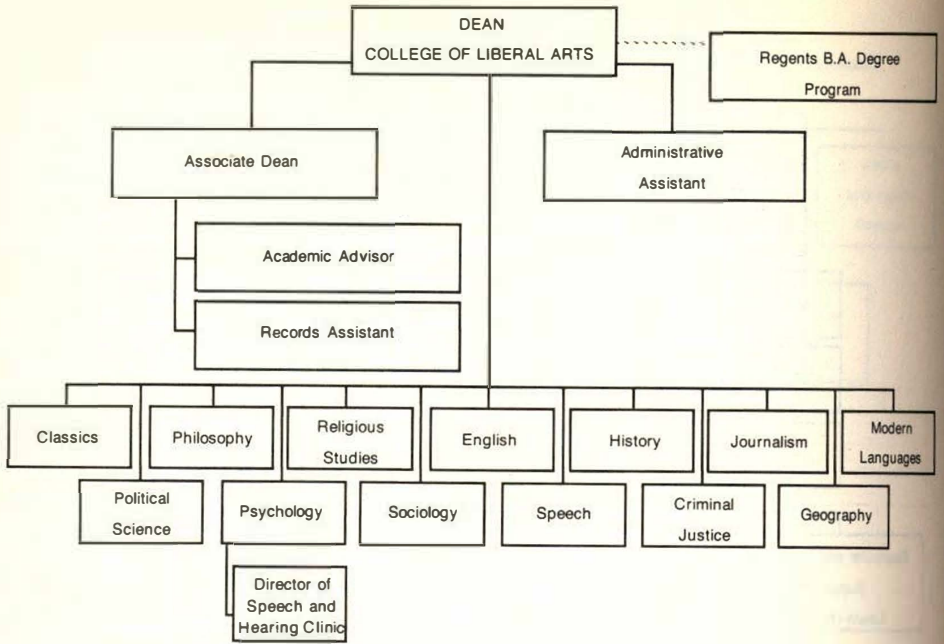 DEAN
COLLEGE OF LIBERAL ARTS
Regents B.A. Degree
Program
Associate Dean
Administrative
Assistant
Academic Advisor
Records Assistant
Classics
Philosophy
Religious
Studies
English
History
Journalism
Modern
Languages
Political
Science
Psychology
Sociology
Speech
Criminal
Justice
Geography
Director of
Speech and
Hearing Clinic